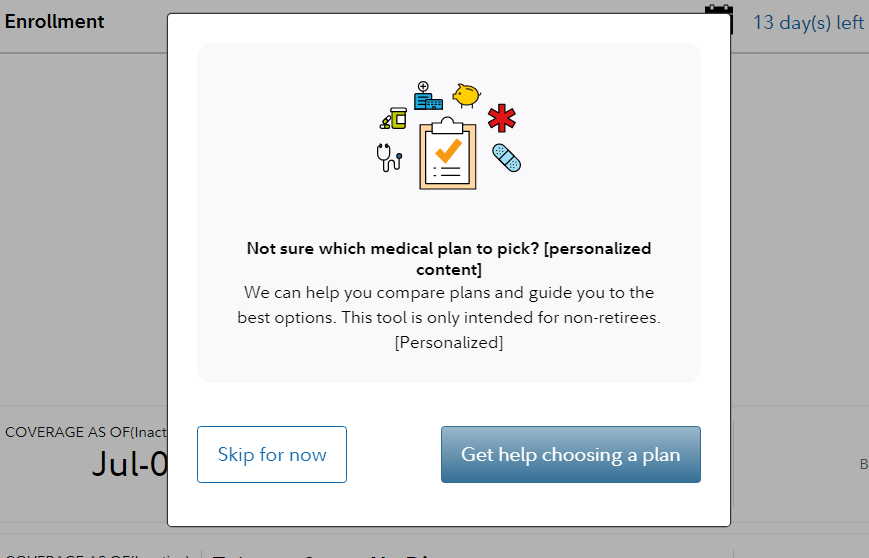 Enrollment
13 day(s) left
Not sure which medical plan to pick? [personalized
content]
We can help you compare plans and guide you to the
best options. This tool is only intended for non-retirees.
[Personalized]
COVERAGE AS OF(Inact
Jul-0
Skip for now
Get help choosing a plan
B